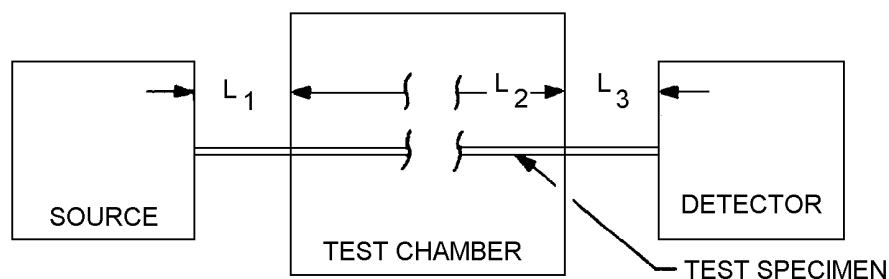 L1
L2
L3
SOURCE
DETECTOR
TEST CHAMBER
TEST SPECIMEN